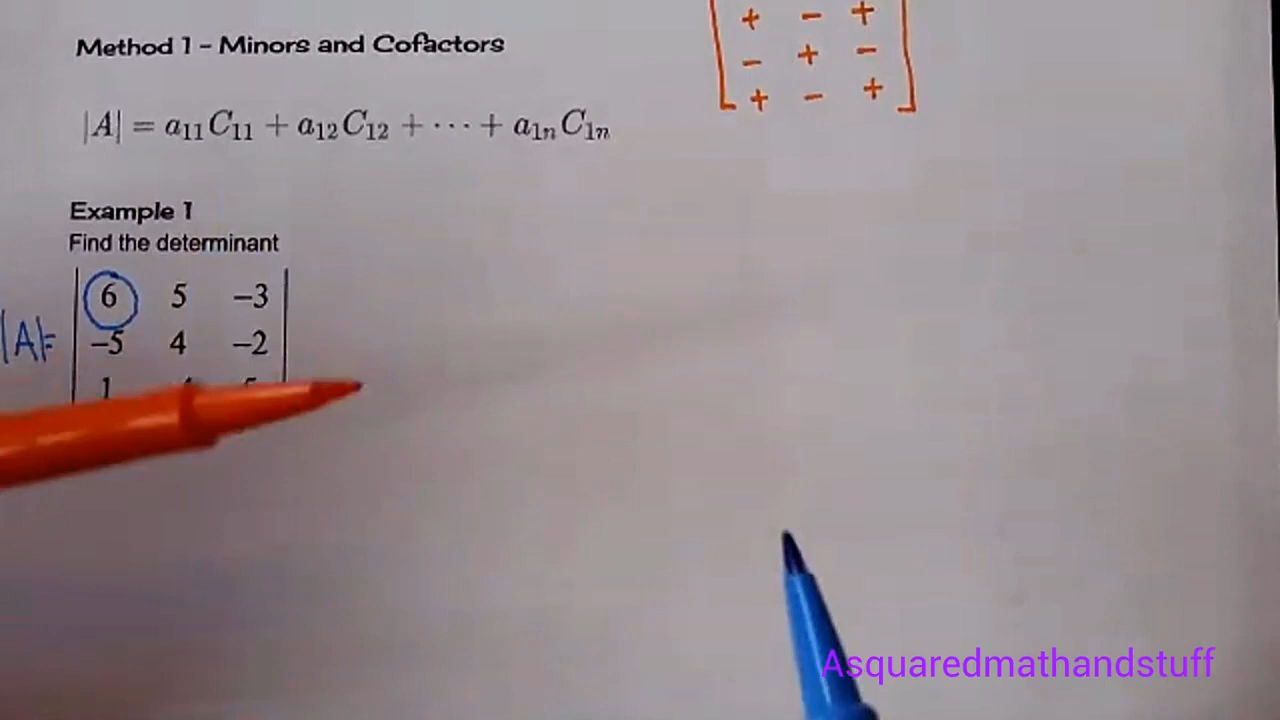 + - +
Method 1 – Minors and Cofactors
- + -
+ - +
|A| = a₁₁C₁₁ + a₁₂C₁₂ + ⋯ + a₁ₙC₁ₙ
Example 1
Find the determinant
6 5 −3
|A|= −5 4 −2
1
Asquaredmathandstuff